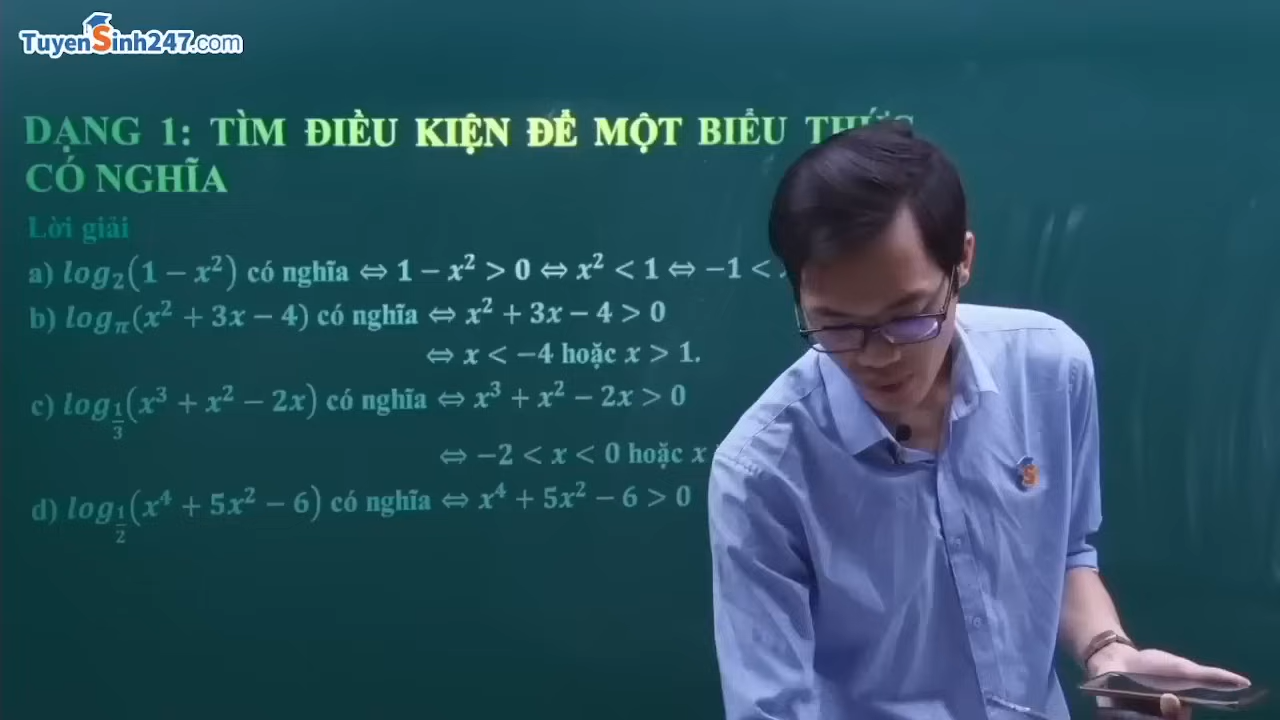 TuyenSinh247.com
DẠNG 1: TÌM ĐIỀU KIỆN ĐỂ MỘT BIỂU THỨC
CÓ NGHĨA
Lời giải
a) log₂(1 − x²) có nghĩa ⇔ 1 − x² > 0 ⇔ x² < 1 ⇔ −1 <
b) log_π(x² + 3x − 4) có nghĩa ⇔ x² + 3x − 4 > 0
⇔ x < −4 hoặc x > 1.
c) log_{1/3}(x³ + x² − 2x) có nghĩa ⇔ x³ + x² − 2x > 0
⇔ −2 < x < 0 hoặc x
d) log_{1/2}(x⁴ + 5x² − 6) có nghĩa ⇔ x⁴ + 5x² − 6 > 0
S